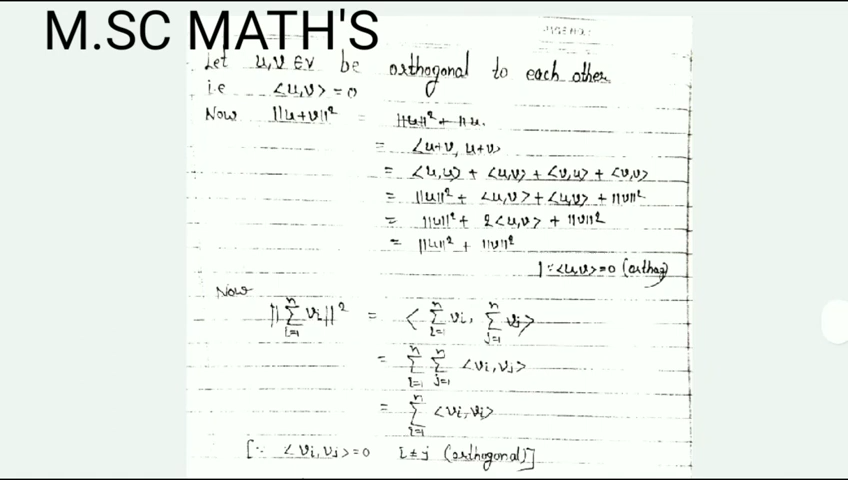 M.SC MATH'S
Let u, v ∈ V be orthogonal to each other
i.e <u,v> = 0
Now ||u+v||² = ||u||² + ||u.
= <u+v, u+v>
= <u,u> + <u,v> + <v,u> + <v,v>
= ||u||² + <u,v> + <u,v> + ||v||²
= ||u||² + 2<u,v> + ||v||²
= ||u||² + ||v||²
| ∵ <u,v> = 0 (orthog)
Now
||∑_{i=1}^{n} vi||² = < ∑_{i=1}^{n} vi, ∑_{j=1}^{n} vj>
= ∑_{i=1}^{n} ∑_{j=1}^{n} <vi, vj>
= ∑_{i=1}^{n} <vi, vi>
[∵ <vi, vj> = 0 i ≠ j (orthogonal)]